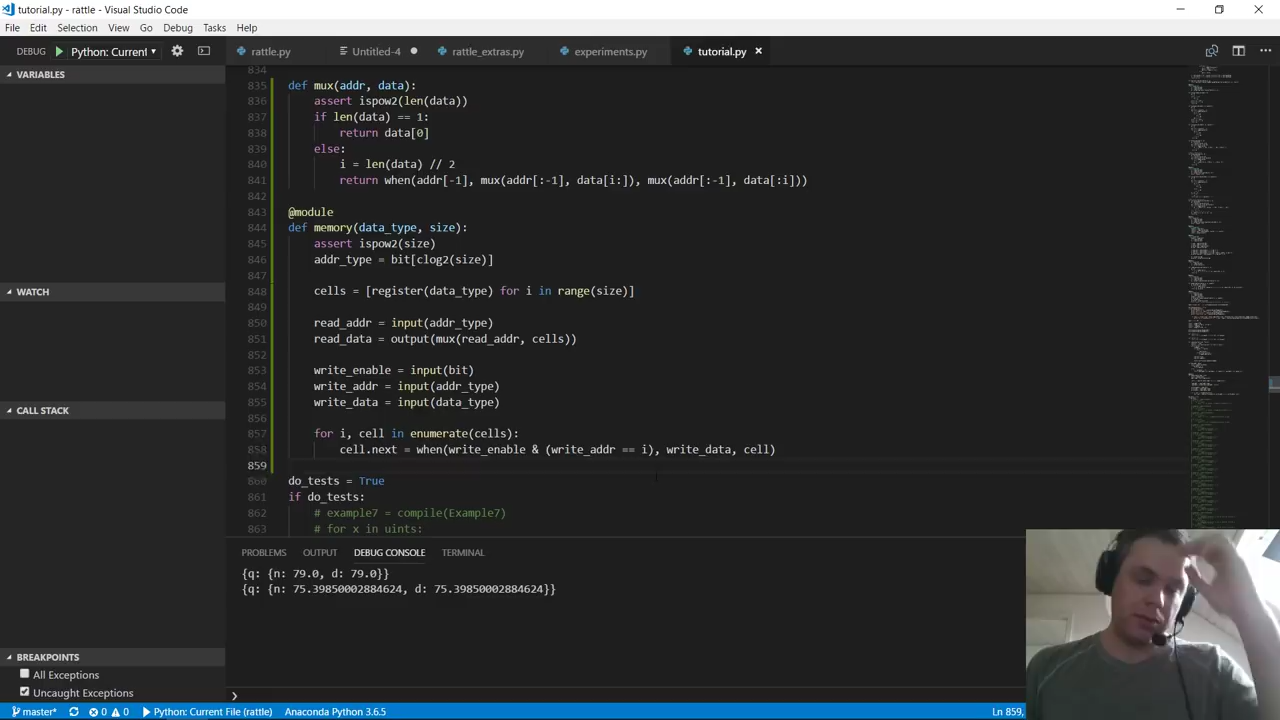 tutorial.py - rattle - Visual Studio Code
File Edit Selection View Go Debug Tasks Help
DEBUG Python: Current
rattle.py Untitled-4 rattle_extras.py experiments.py tutorial.py
VARIABLES
WATCH
CALL STACK
BREAKPOINTS
All Exceptions
Uncaught Exceptions
834
835 def mux(addr, data):
836 assert ispow2(len(data))
837 if len(data) == 1:
838 return data[0]
839 else:
840 i = len(data) // 2
841 return when(addr[-1], mux(addr[:-1], data[i:]), mux(addr[:-1], data[:i]))
842
843 @module
844 def memory(data_type, size):
845 assert ispow2(size)
846 addr_type = bit[clog2(size)]
847
848 cells = [register(data_type) for i in range(size)]
849
850 read_addr = input(addr_type)
851 read_data = output(mux(read_addr, cells))
852
853 write_enable = input(bit)
854 write_addr = input(addr_type)
855 write_data = input(data_type)
856
857 for i, cell in enumerate(cells):
858 cell.next = when(write_enable & (write_addr == i), write_data, cell)
859
860 do_tests = True
861 if do_tests:
862 # example7 = compile(Example7)
863 # for x in uints:
PROBLEMS OUTPUT DEBUG CONSOLE TERMINAL
{q: {n: 79.0, d: 79.0}}
{q: {n: 75.39850002884624, d: 75.39850002884624}}
master* 0 0 Python: Current File (rattle) Anaconda Python 3.6.5 Ln 859,